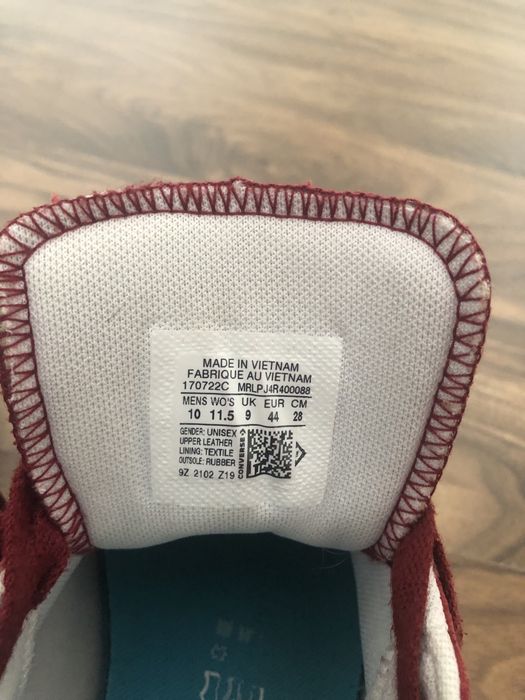 MADE IN VIETNAM
FABRIQUE AU VIETNAM
170722C MRLPJ4R400088
MENS WO'S UK EUR CM
10 11.5 9 44 28
GENDER: UNISEX
UPPER LEATHER
LINING: TEXTILE
OUTSOLE: RUBBER
9Z 2102 Z19
CONVERSE